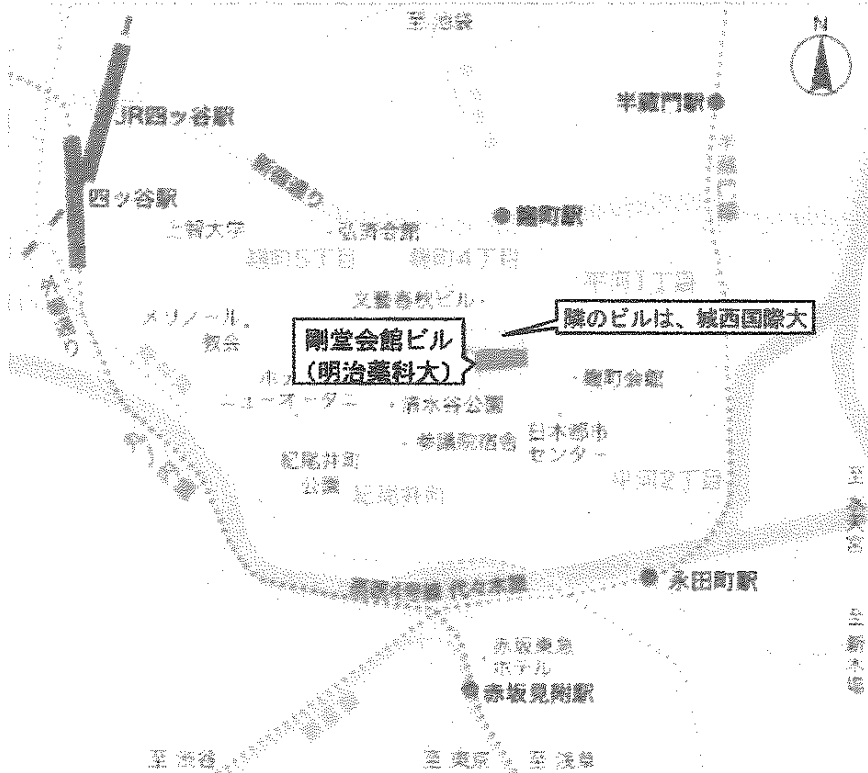 至 池袋
N
半蔵門駅
JR四ッ谷駅
新宿通り
半蔵門線
四ッ谷駅
麹町駅
上智大学
弘済会館
麹町5丁目
麹町4丁目
平河1丁目
文藝春秋ビル
外堀通り
メリノール
教会
隣のビルは、城西国際大
剛堂会館ビル
(明治薬科大)
麹町会館
ホテル
ニューオータニ
清水谷公園
参議院宿舎
日本都市
センター
紀尾井町
公園
紀尾井町
平河2丁目
永田町駅
赤坂東急
ホテル
赤坂見附駅
至 新木場
至 渋谷
至 東京
至 浅草